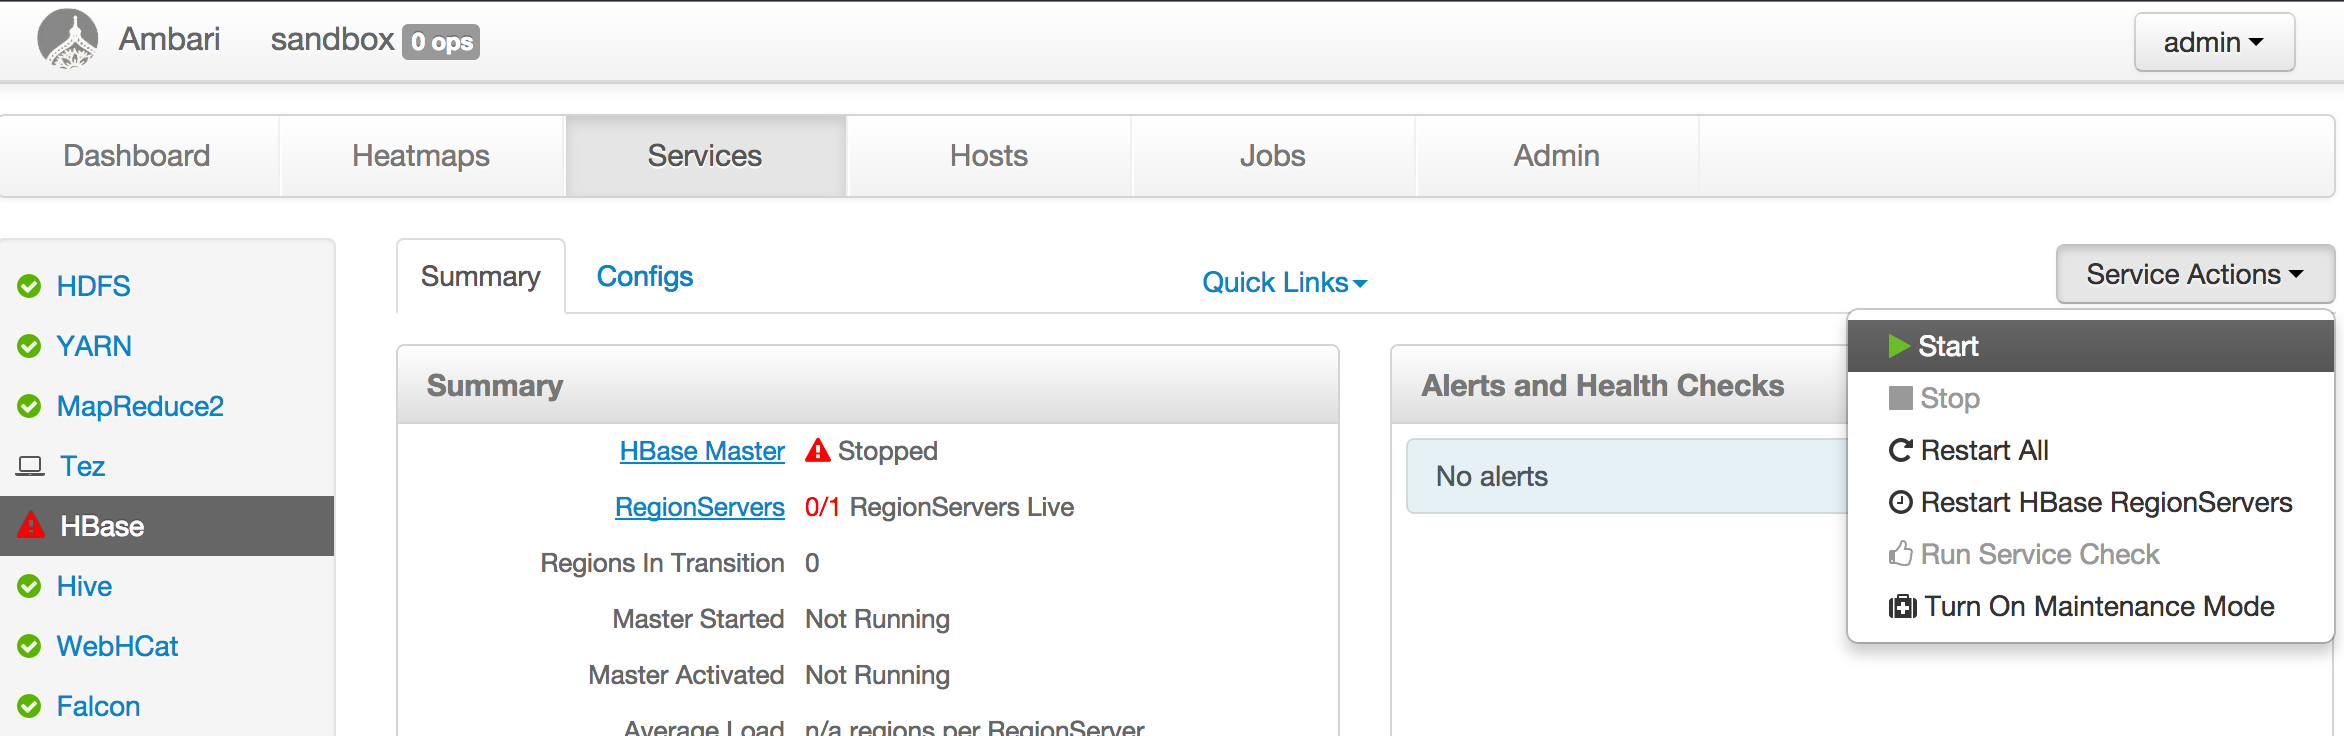 Ambari sandbox 0 ops admin
Dashboard Heatmaps Services Hosts Jobs Admin
HDFS
YARN
MapReduce2
Tez
HBase
Hive
WebHCat
Falcon
Summary Configs Quick Links Service Actions
Summary
HBase Master Stopped
RegionServers 0/1 RegionServers Live
Regions In Transition 0
Master Started Not Running
Master Activated Not Running
Average Load n/a regions per RegionServer
Alerts and Health Checks
No alerts
Start
Stop
Restart All
Restart HBase RegionServers
Run Service Check
Turn On Maintenance Mode